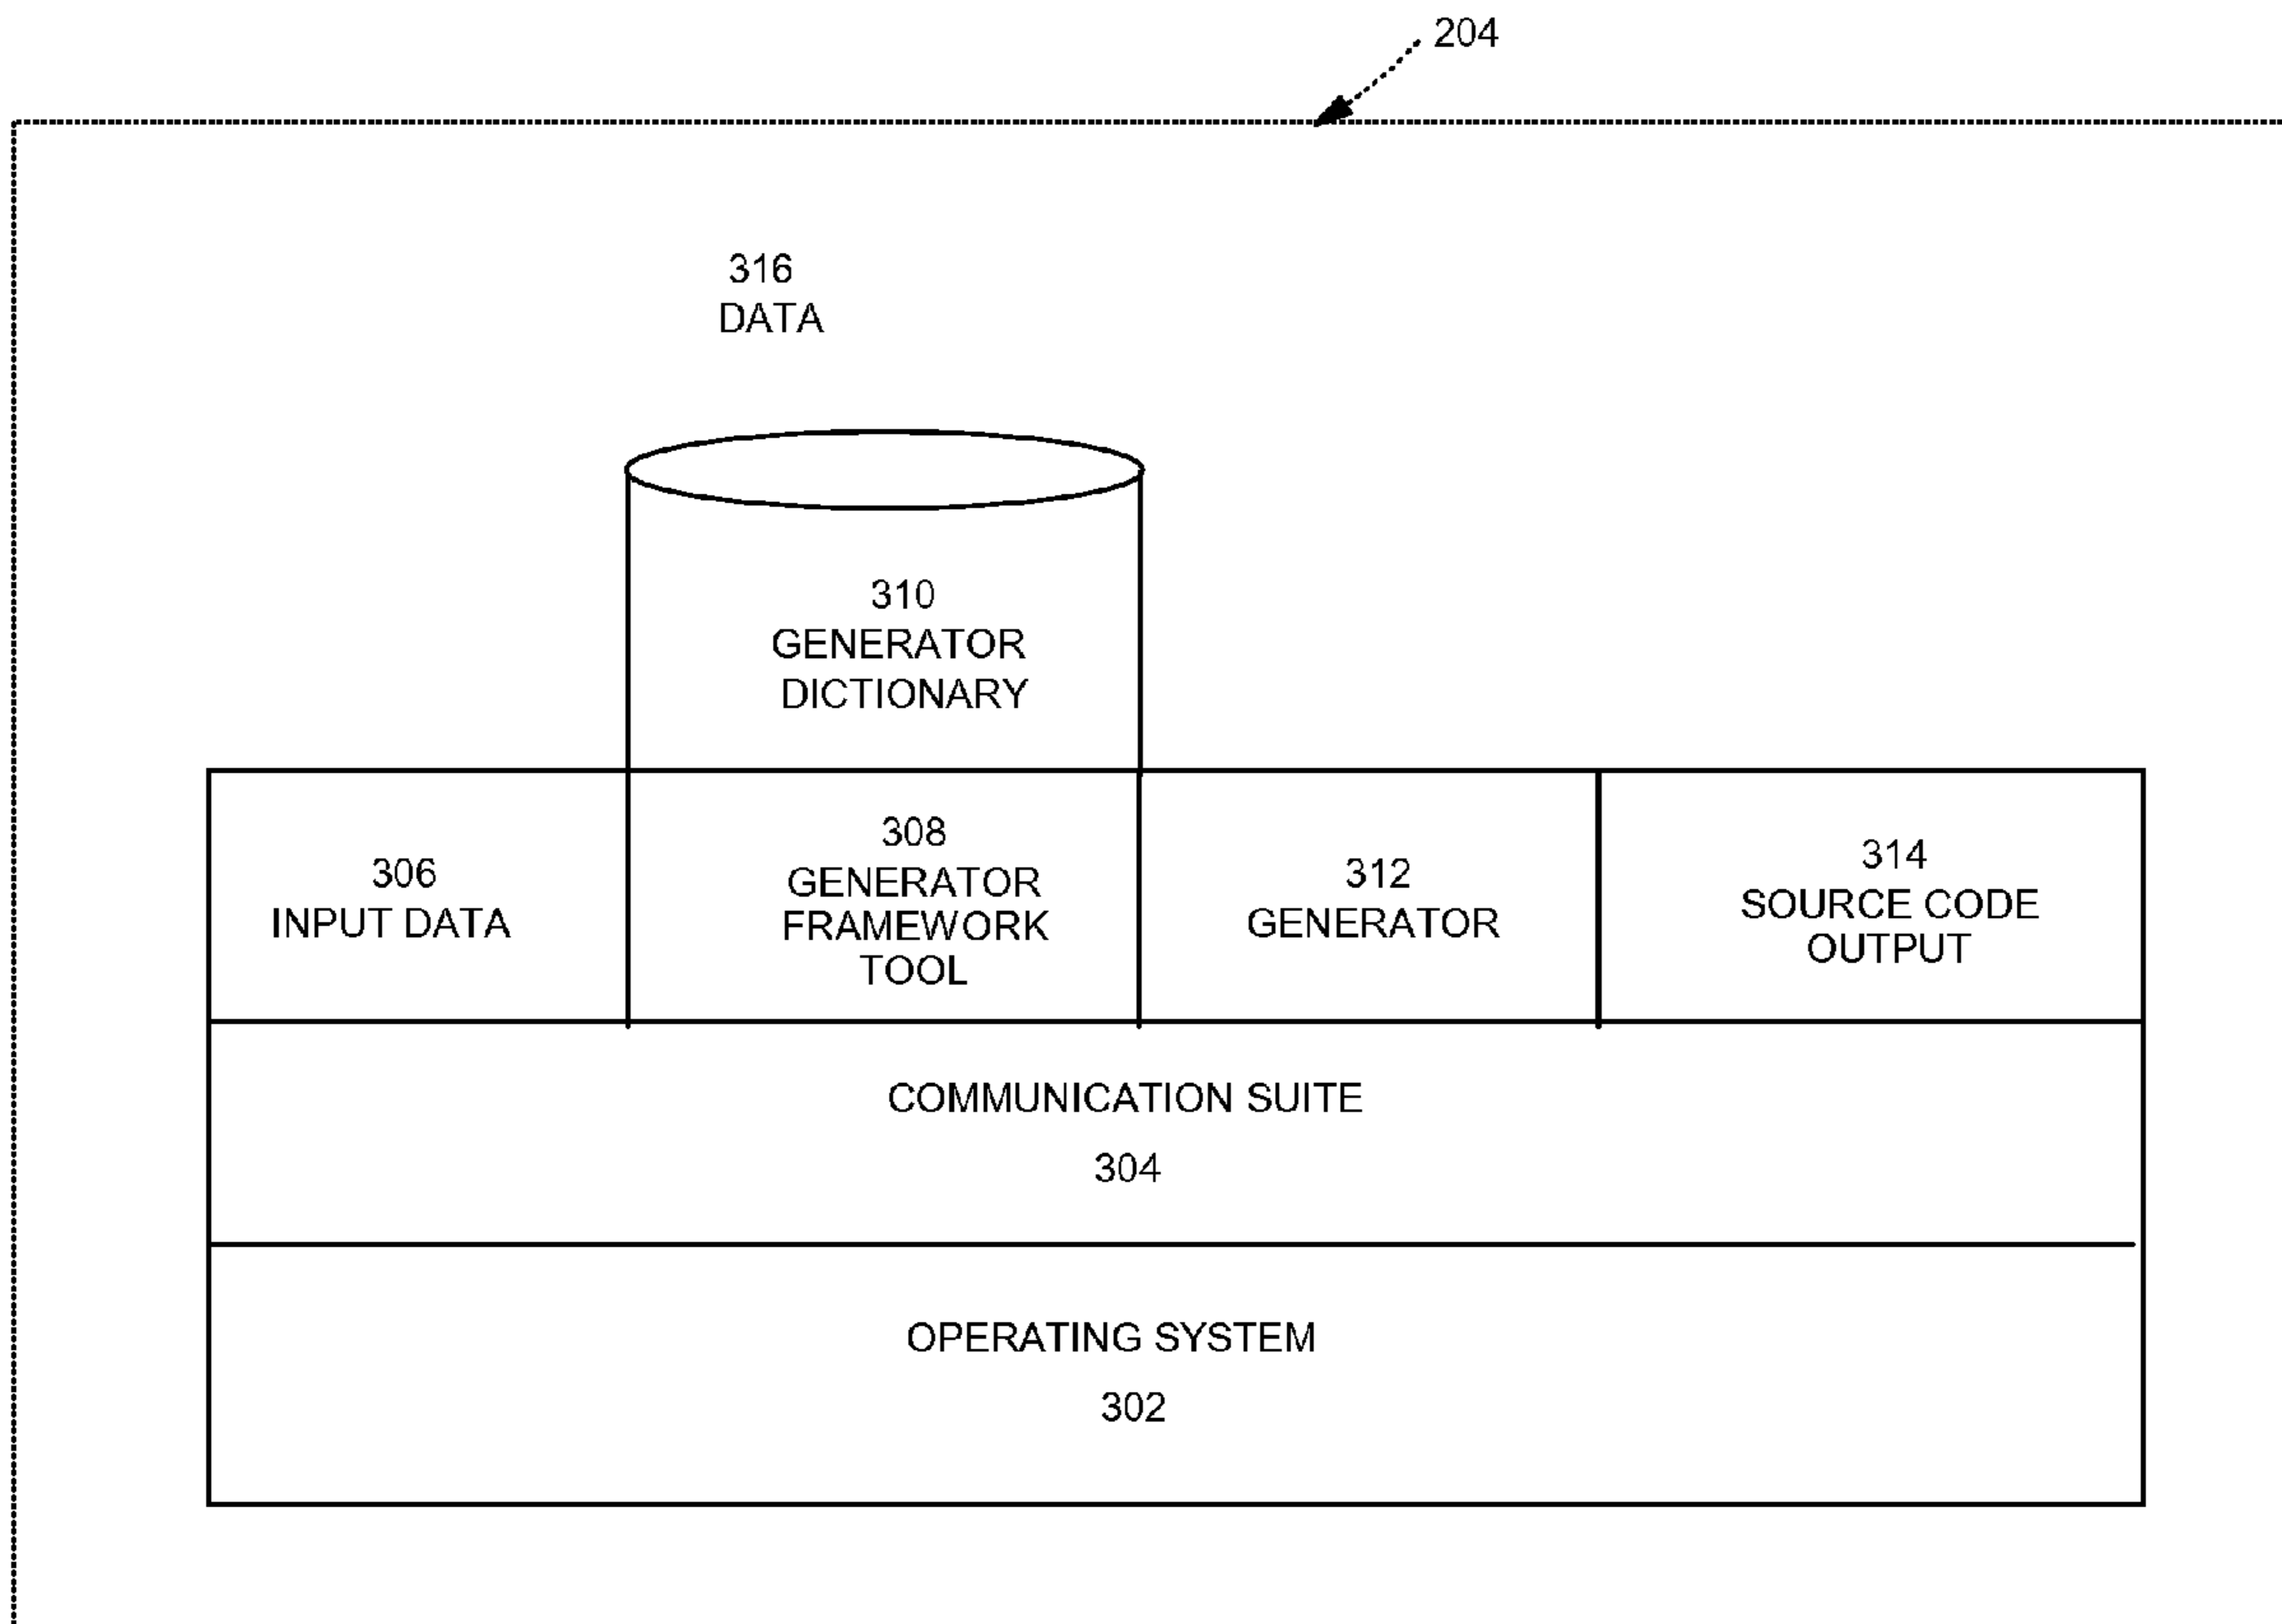 204
316
DATA
310
GENERATOR
DICTIONARY
306
INPUT DATA
308
GENERATOR
FRAMEWORK
TOOL
312
GENERATOR
314
SOURCE CODE
OUTPUT
COMMUNICATION SUITE
304
OPERATING SYSTEM
302